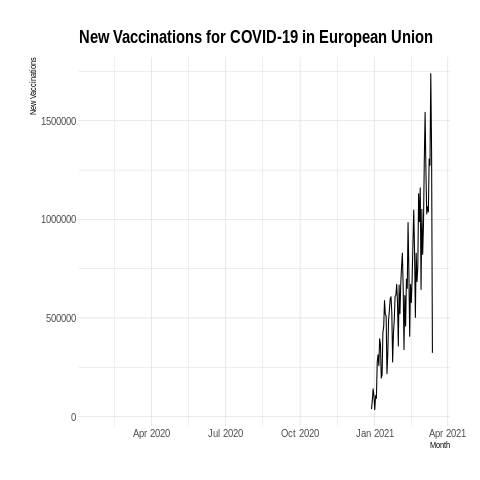 New Vaccinations for COVID-19 in European Union
New Vaccinations
1500000
1000000
500000
0
Apr 2020 Jul 2020 Oct 2020 Jan 2021 Apr 2021
Month